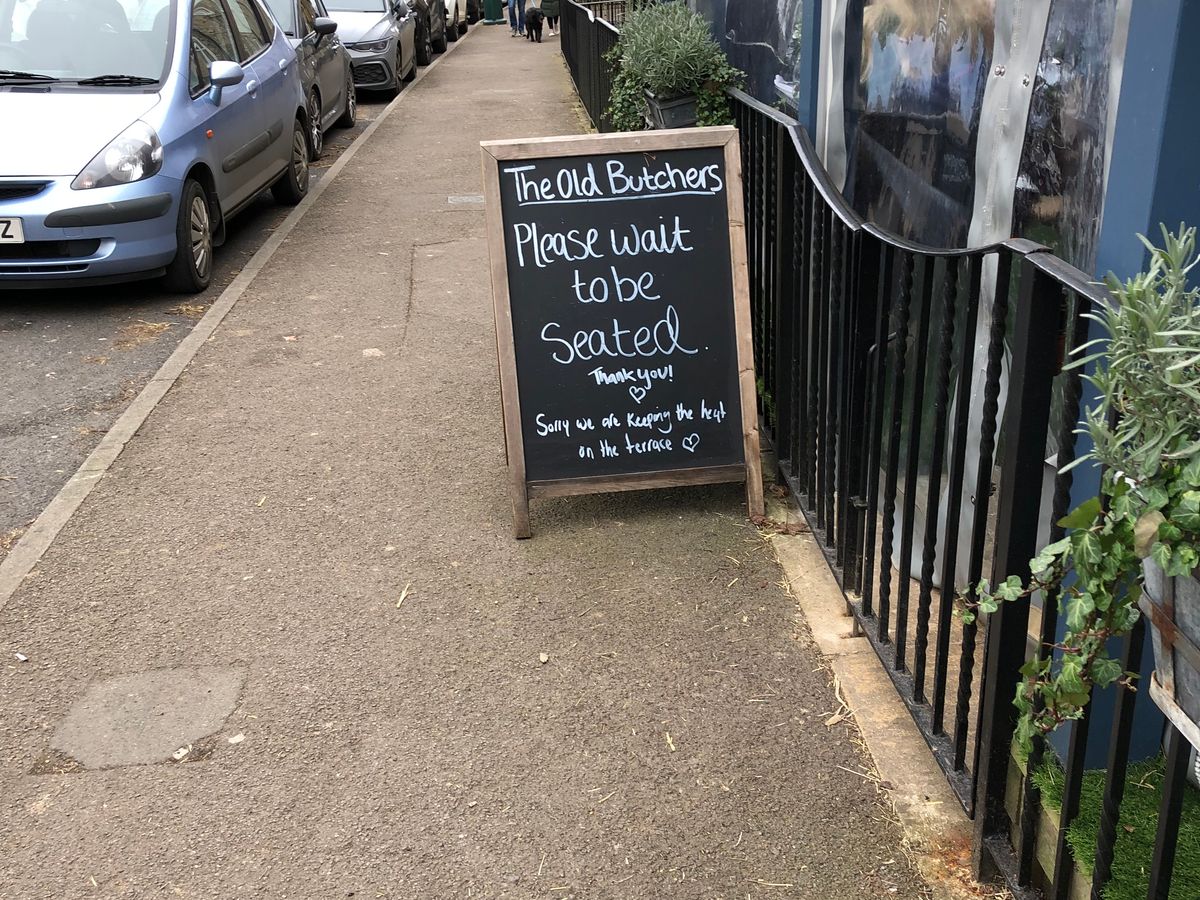 The Old Butchers
Please wait
to be
Seated.
Thank you!
Sorry we are keeping the heat
on the terrace
Z